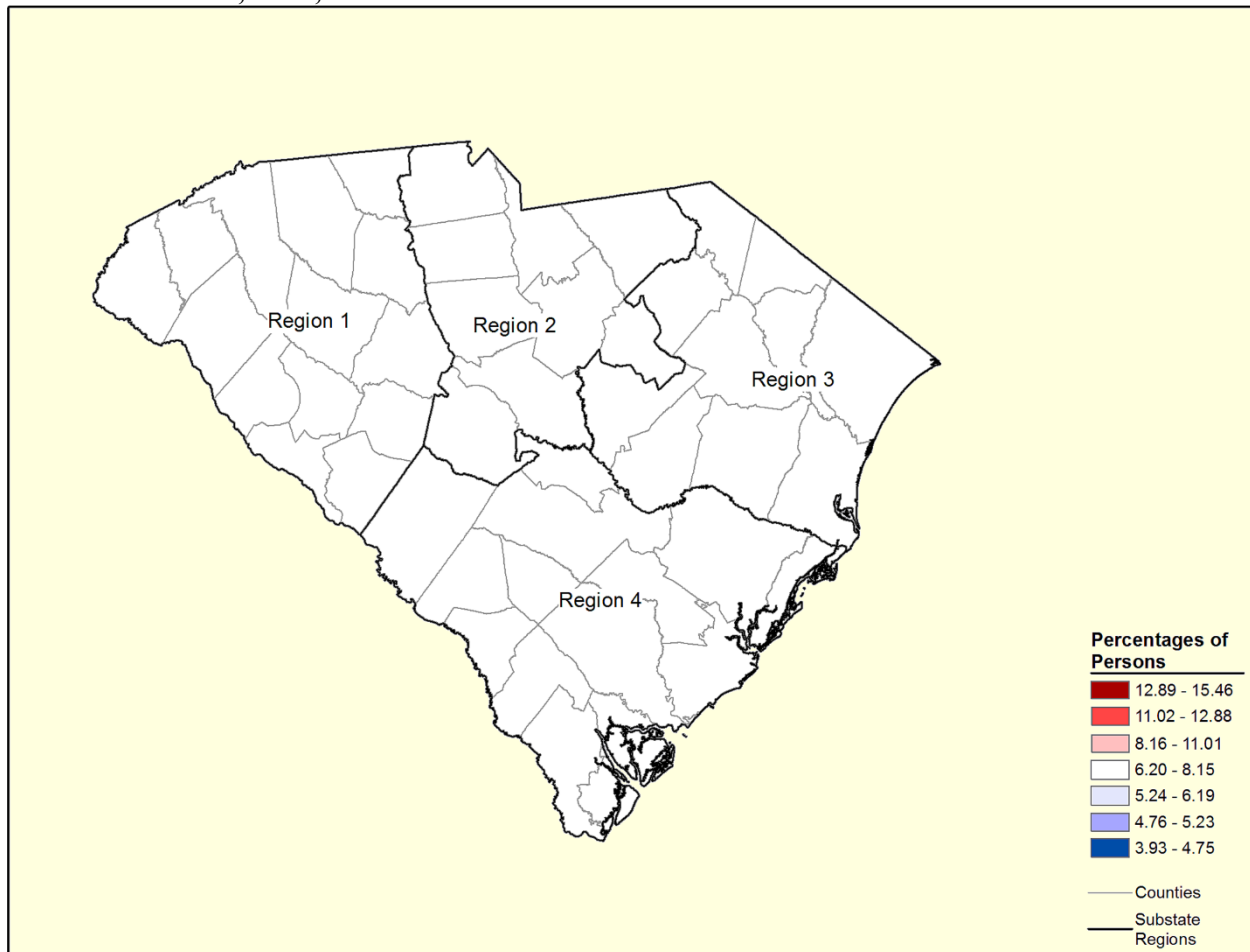 Region 1
Region 2
Region 3
Region 4
Percentages of
Persons
12.89 - 15.46
11.02 - 12.88
8.16 - 11.01
6.20 - 8.15
5.24 - 6.19
4.76 - 5.23
3.93 - 4.75
Counties
Substate
Regions